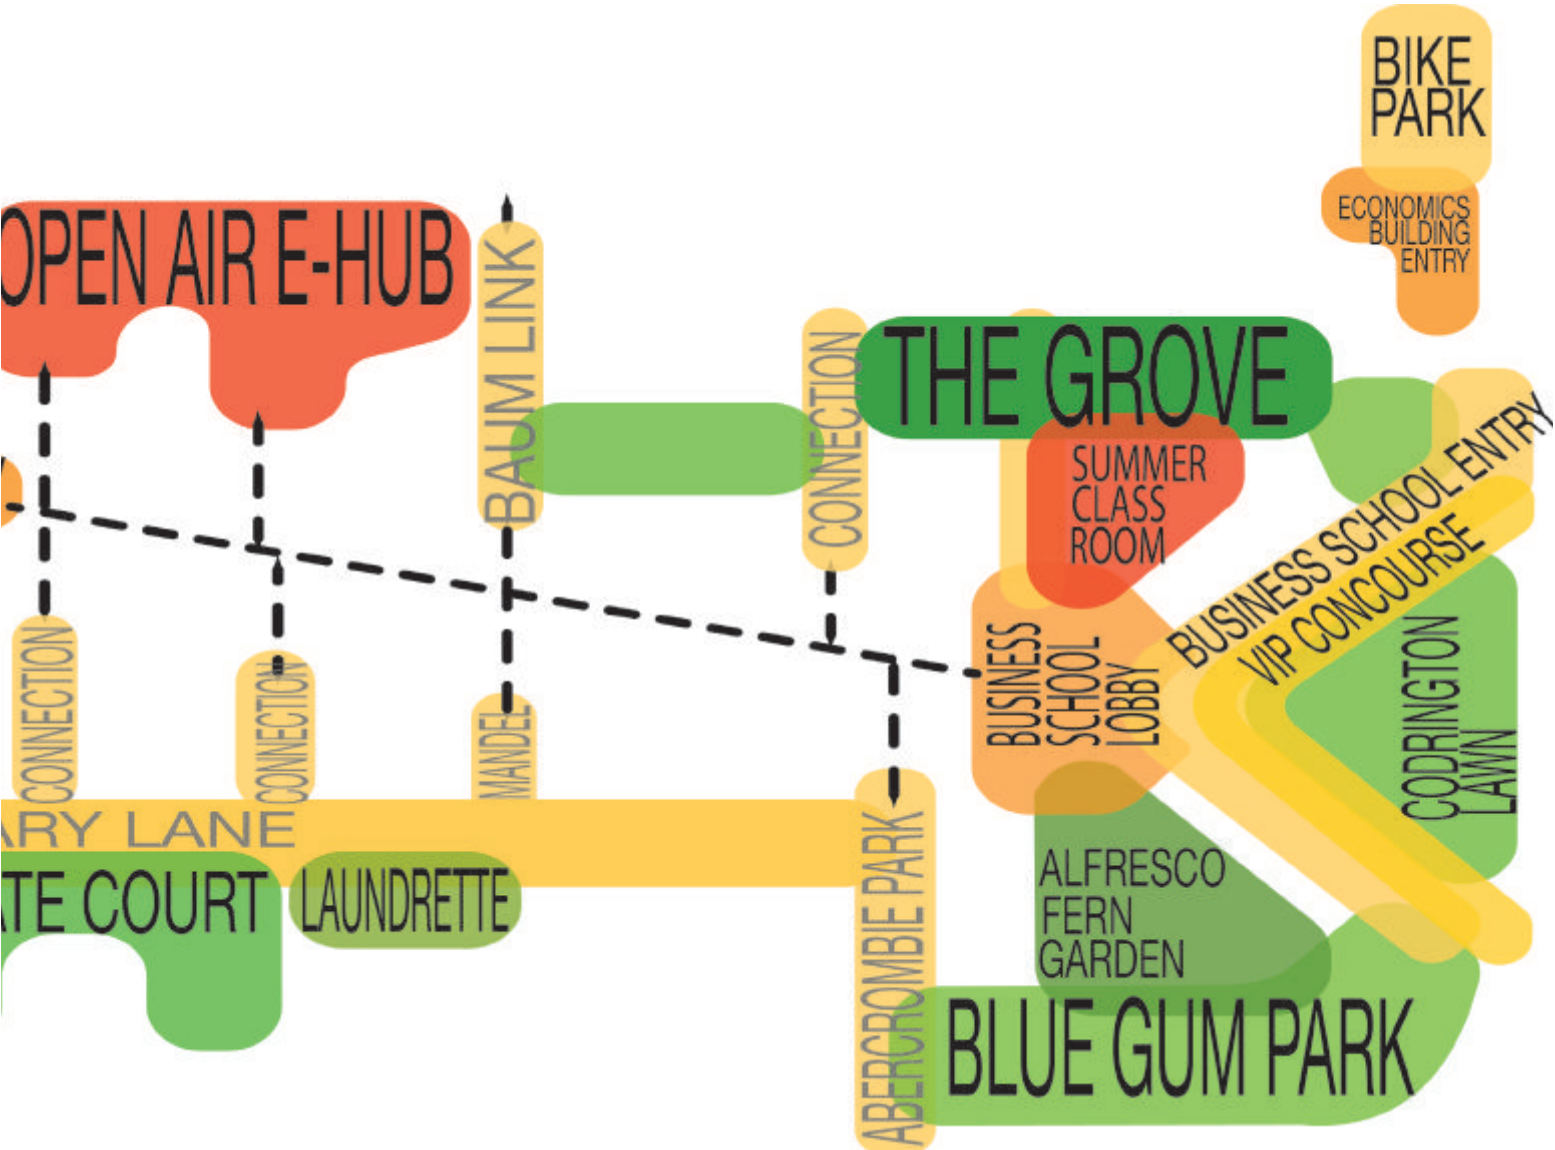 BIKE
PARK
ECONOMICS
BUILDING
ENTRY
OPEN AIR E-HUB
BAUM LINK
CONNECTION
THE GROVE
SUMMER
CLASS
ROOM
BUSINESS SCHOOL ENTRY
VIP CONCOURSE
BUSINESS
SCHOOL
LOBBY
CODRINGTON
LAWN
CONNECTION
CONNECTION
MANDEL
ARY LANE
ATE COURT
LAUNDRETTE
ABERCROMBIE PARK
ALFRESCO
FERN
GARDEN
BLUE GUM PARK